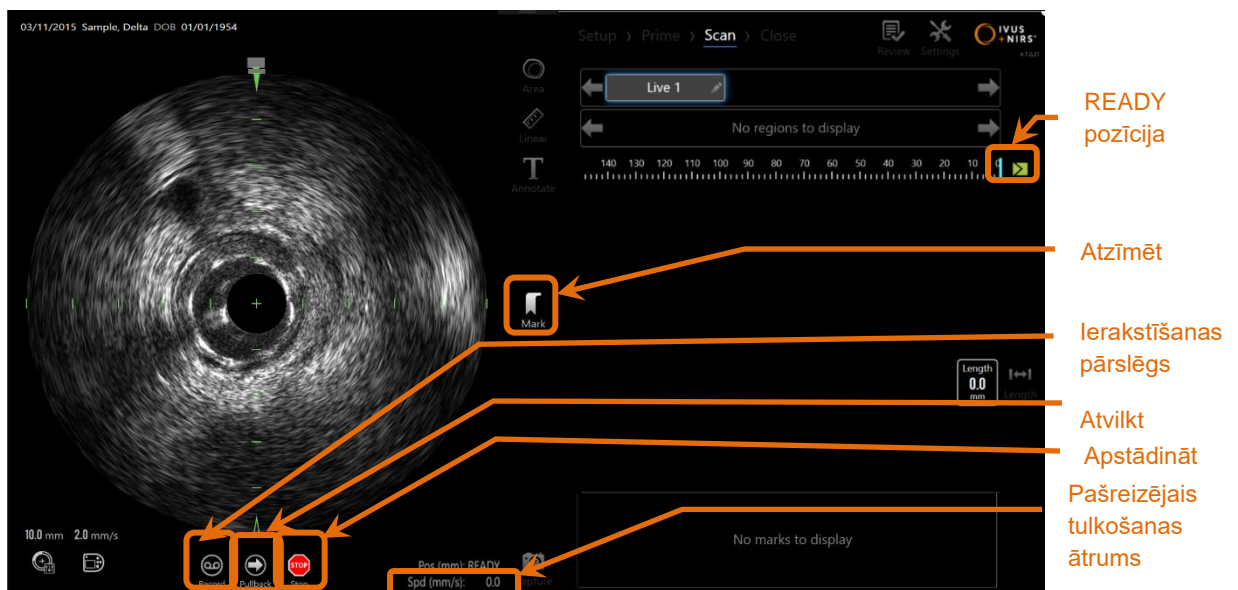 03/11/2015 Sample, Delta DOB 01/01/1954
Setup > Prime > Scan > Close
Review
Settings
IVUS
+NIRS™
Area
Linear
Annotate
Live 1
No regions to display
140 130 120 110 100 90 80 70 60 50 40 30 20 10 0
Mark
Length
0.0
mm
Length
No marks to display
10.0 mm 2.0 mm/s
Record
Pullback
STOP
Stop
Pos (mm): READY
Spd (mm/s): 0.0
READY
pozīcija
Atzīmēt
Ierakstīšanas
pārslēgs
Atvilkt
Apstādināt
Pašreizējais
tulkošanas
ātrums